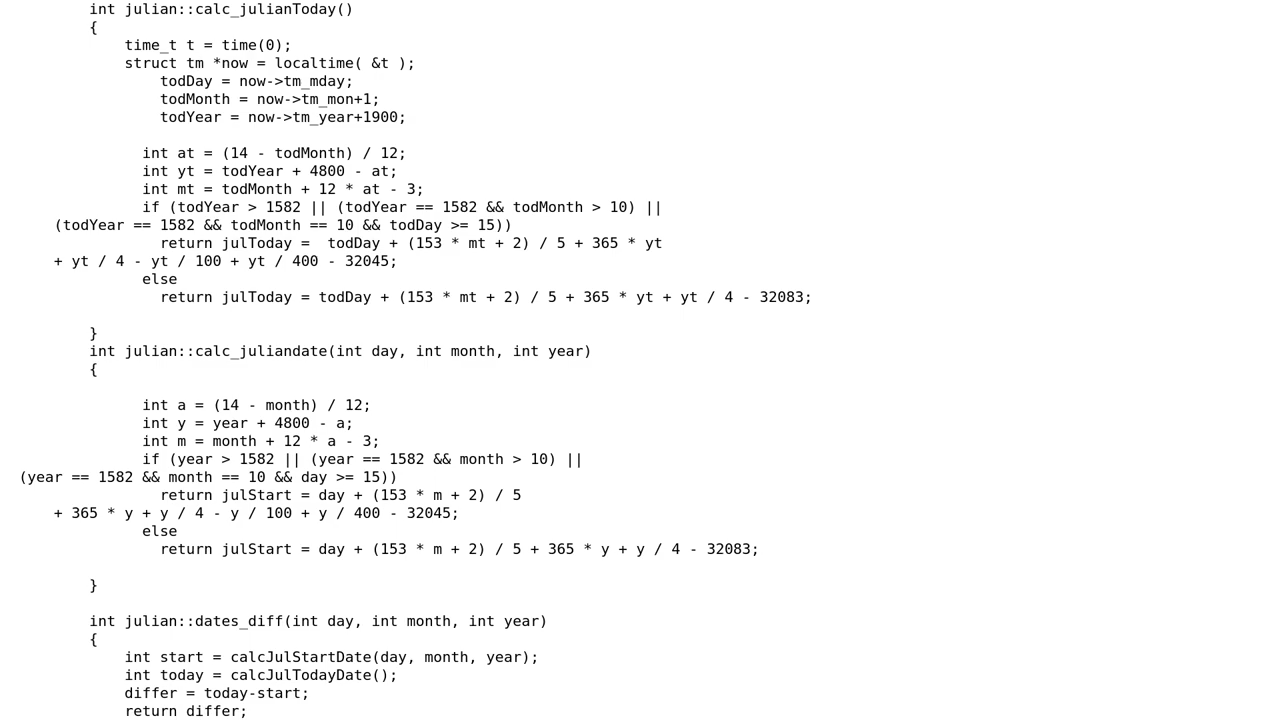 int julian::calc_julianToday()
{
time_t t = time(0);
struct tm *now = localtime( &t );
todDay = now->tm_mday;
todMonth = now->tm_mon+1;
todYear = now->tm_year+1900;
int at = (14 - todMonth) / 12;
int yt = todYear + 4800 - at;
int mt = todMonth + 12 * at - 3;
if (todYear > 1582 || (todYear == 1582 && todMonth > 10) ||
(todYear == 1582 && todMonth == 10 && todDay >= 15))
return julToday =  todDay + (153 * mt + 2) / 5 + 365 * yt
+ yt / 4 - yt / 100 + yt / 400 - 32045;
else
return julToday = todDay + (153 * mt + 2) / 5 + 365 * yt + yt / 4 - 32083;
}
int julian::calc_juliandate(int day, int month, int year)
{
int a = (14 - month) / 12;
int y = year + 4800 - a;
int m = month + 12 * a - 3;
if (year > 1582 || (year == 1582 && month > 10) ||
(year == 1582 && month == 10 && day >= 15))
return julStart = day + (153 * m + 2) / 5
+ 365 * y + y / 4 - y / 100 + y / 400 - 32045;
else
return julStart = day + (153 * m + 2) / 5 + 365 * y + y / 4 - 32083;
}
int julian::dates_diff(int day, int month, int year)
{
int start = calcJulStartDate(day, month, year);
int today = calcJulTodayDate();
differ = today-start;
return differ;